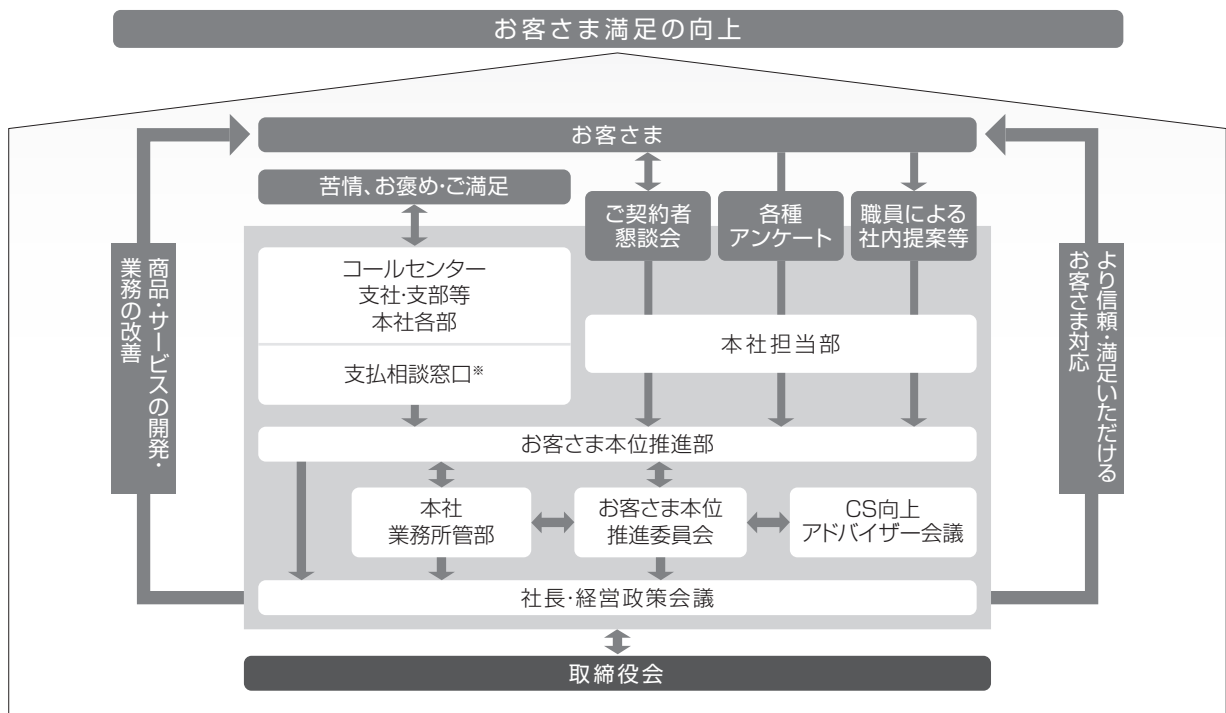 お客さま満足の向上
お客さま
苦情、お褒め・ご満足
ご契約者
懇談会
各種
アンケート
職員による
社内提案等
コールセンター
支社・支部等
本社各部
支払相談窓口※
本社担当部
お客さま本位推進部
本社
業務所管部
お客さま本位
推進委員会
CS向上
アドバイザー会議
社長・経営政策会議
取締役会
商品・サービスの開発・
業務の改善
より信頼・満足いただける
お客さま対応